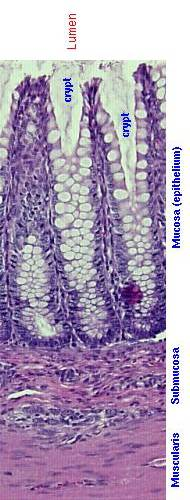 Lumen
crypt
crypt
Mucosa (epithelium)
Submucosa
Muscularis